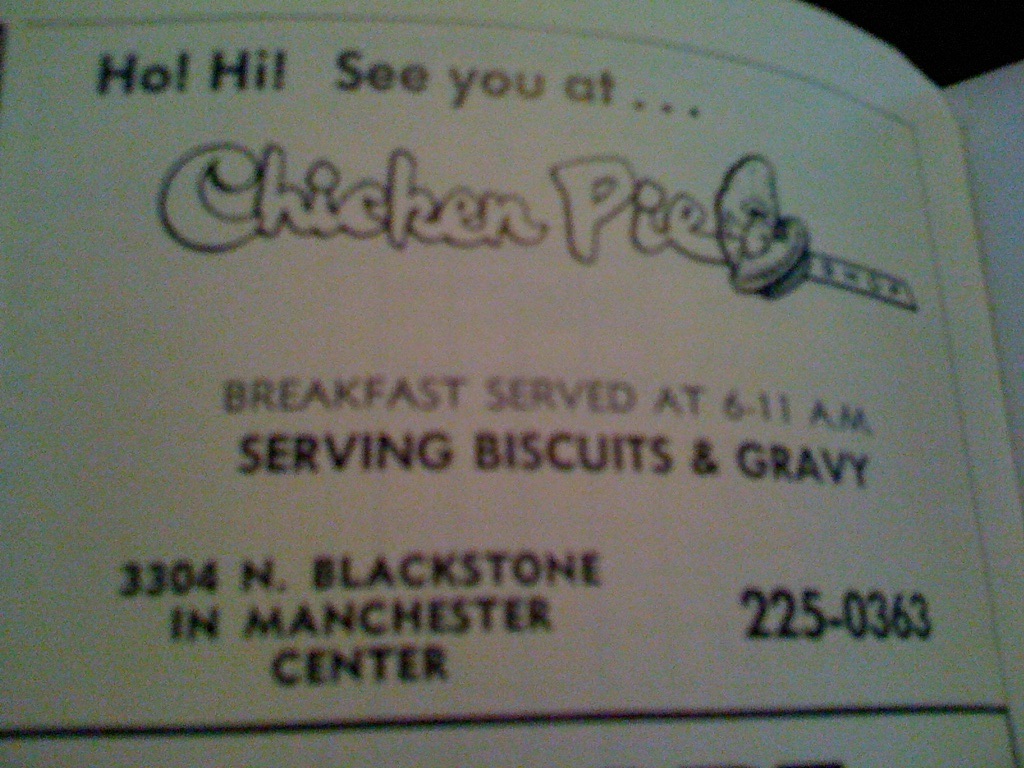 Ho! Hi! See you at . . .
Chicken Pie SHOP
BREAKFAST SERVED AT 6-11 A.M.
SERVING BISCUITS & GRAVY
3304 N. BLACKSTONE
IN MANCHESTER
CENTER
225-0363